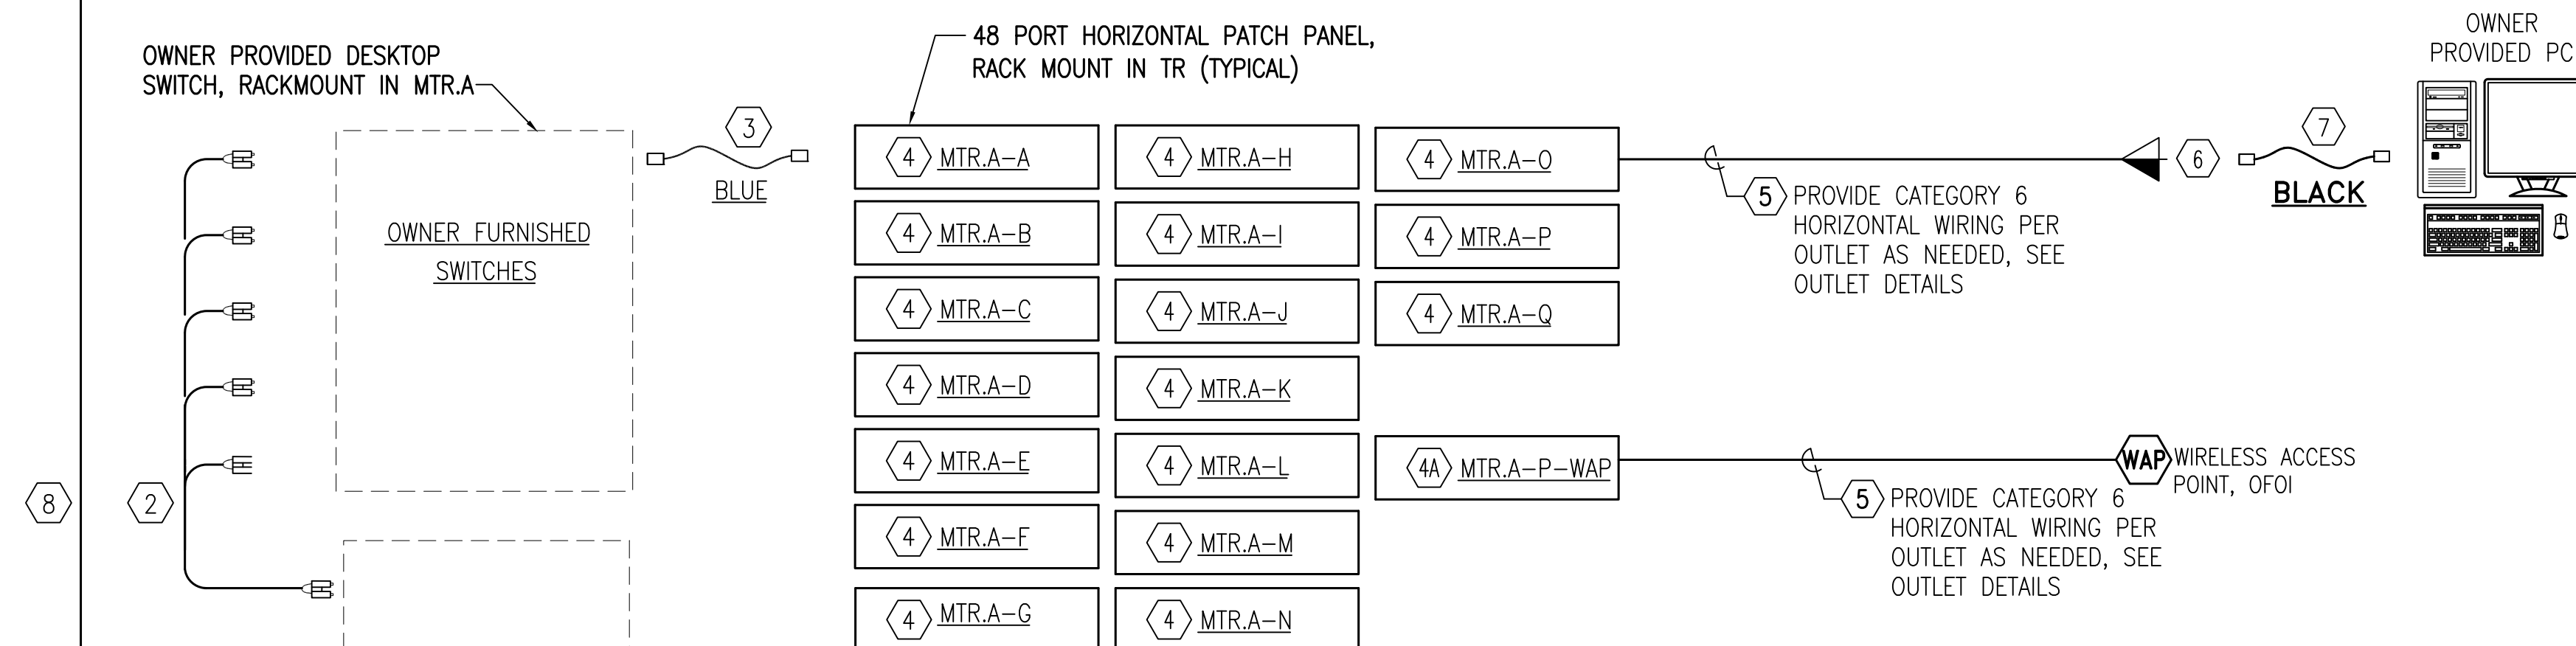 OWNER PROVIDED DESKTOP
SWITCH, RACKMOUNT IN MTR.A
48 PORT HORIZONTAL PATCH PANEL,
RACK MOUNT IN TR (TYPICAL)
OWNER
PROVIDED PC
3
BLUE
OWNER FURNISHED
SWITCHES
8
2
4 MTR.A-A
4 MTR.A-B
4 MTR.A-C
4 MTR.A-D
4 MTR.A-E
4 MTR.A-F
4 MTR.A-G
4 MTR.A-H
4 MTR.A-I
4 MTR.A-J
4 MTR.A-K
4 MTR.A-L
4 MTR.A-M
4 MTR.A-N
4 MTR.A-O
4 MTR.A-P
4 MTR.A-Q
4A MTR.A-P-WAP
5 PROVIDE CATEGORY 6
HORIZONTAL WIRING PER
OUTLET AS NEEDED, SEE
OUTLET DETAILS
6
7
BLACK
WAP WIRELESS ACCESS
POINT, OFOI
5 PROVIDE CATEGORY 6
HORIZONTAL WIRING PER
OUTLET AS NEEDED, SEE
OUTLET DETAILS